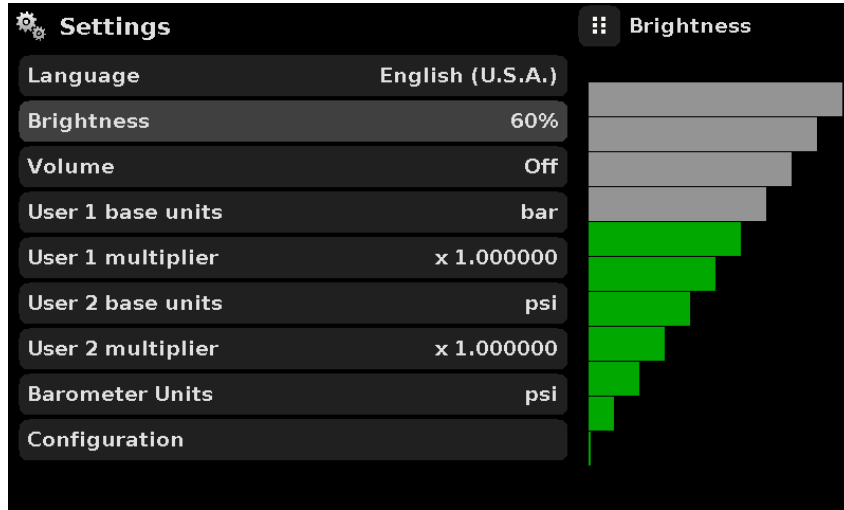 Settings
Language English (U.S.A.)
Brightness 60%
Volume Off
User 1 base units bar
User 1 multiplier x 1.000000
User 2 base units psi
User 2 multiplier x 1.000000
Barometer Units psi
Configuration
Brightness